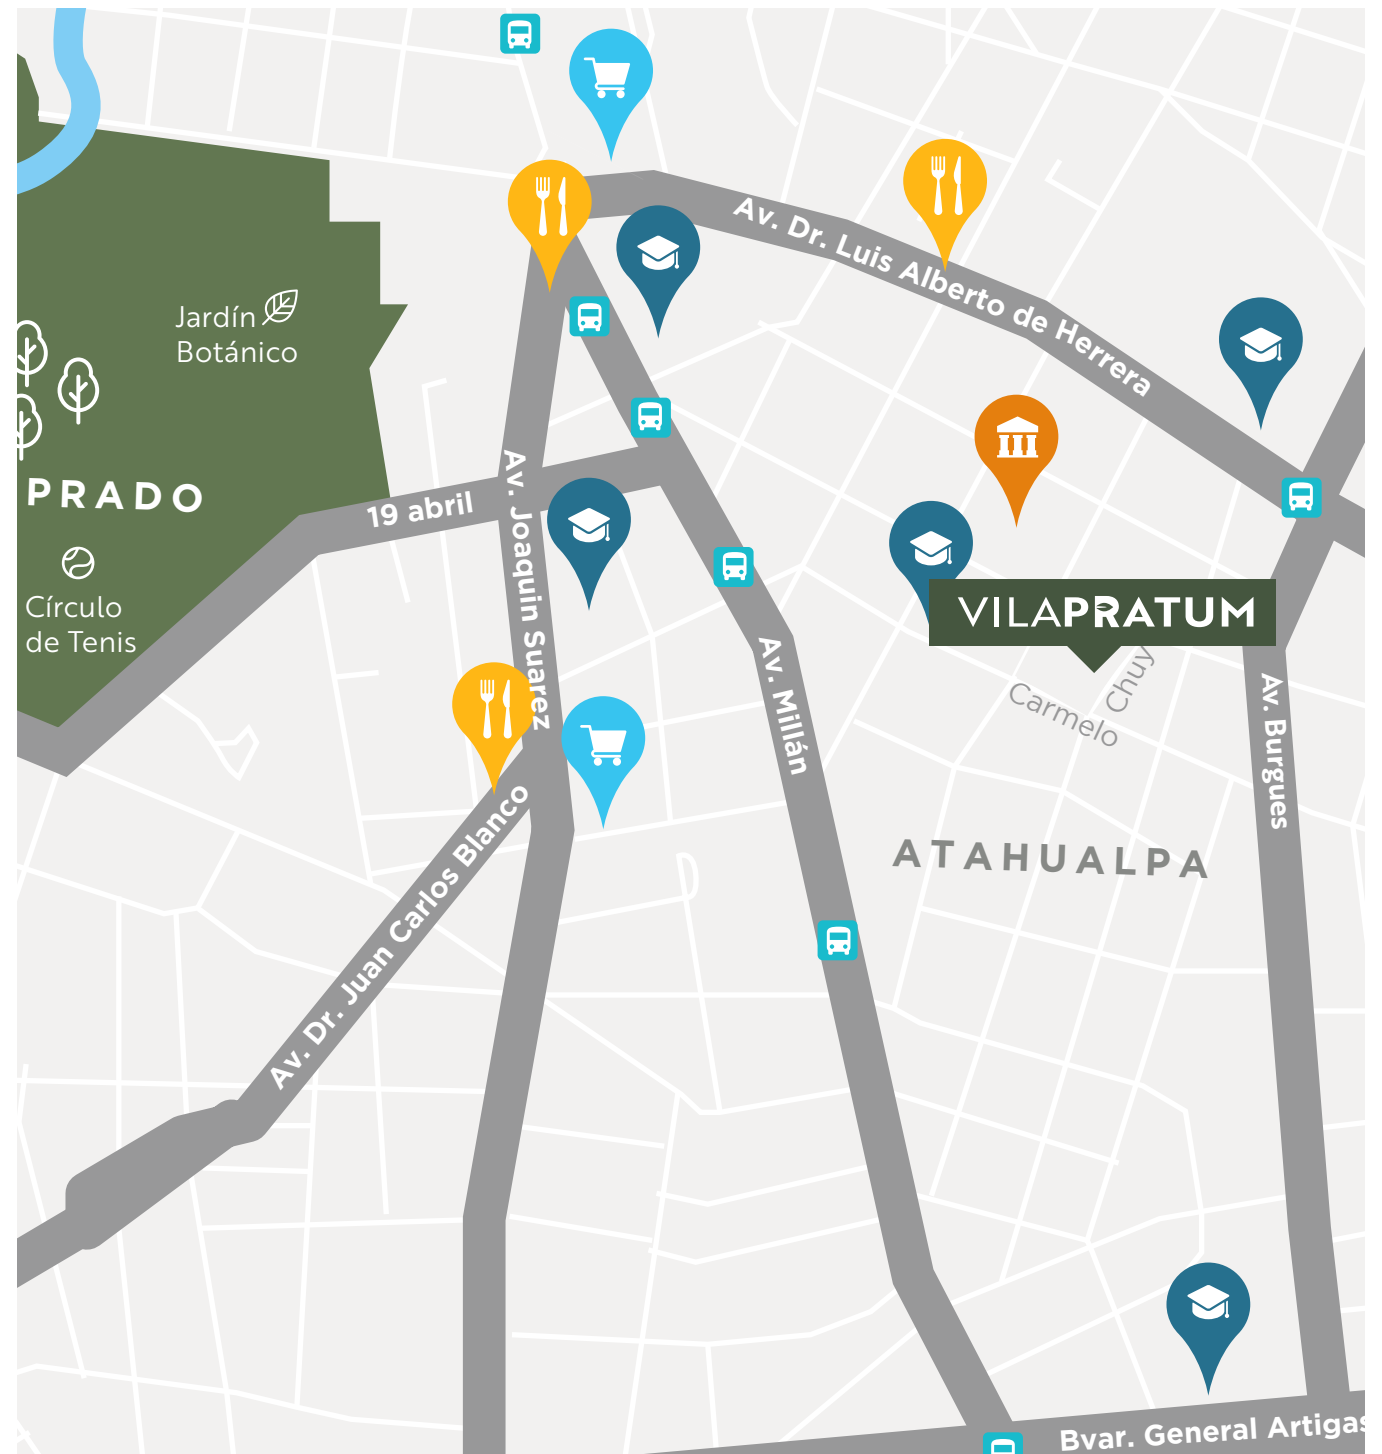 Av. Dr. Luis Alberto de Herrera
Jardín
Botánico
PRADO
19 abril
Av. Joaquin Suarez
Círculo
de Tenis
VILAPRATUM
Chuy
Carmelo
Av. Millán
Av. Burgues
Av. Dr. Juan Carlos Blanco
ATAHUALPA
Bvar. General Artigas